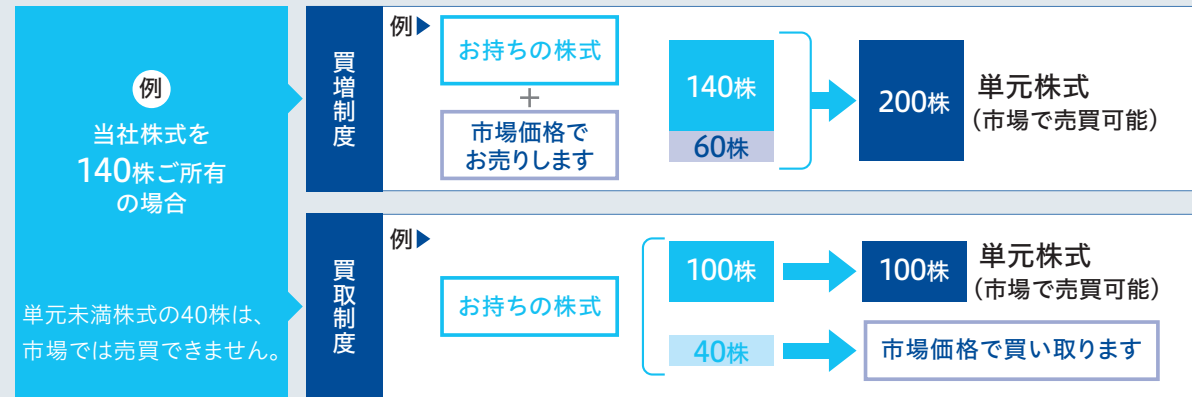 例
当社株式を
140株ご所有
の場合
単元未満株式の40株は、
市場では売買できません。
買増制度
例▶
お持ちの株式
＋
市場価格で
お売りします
140株
60株
200株
単元株式
（市場で売買可能）
買取制度
例▶
お持ちの株式
100株
100株
単元株式
（市場で売買可能）
40株
市場価格で買い取ります